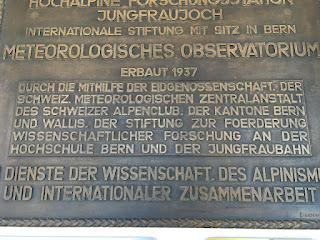 HOCHALPINE FORSCHUNGSSTATION
JUNGFRAUJOCH
INTERNATIONALE STIFTUNG MIT SITZ IN BERN
METEOROLOGISCHES OBSERVATORIUM
ERBAUT 1937
DURCH DIE MITHILFE DER EIDGENOSSENSCHAFT, DER
SCHWEIZ. METEOROLOGISCHEN ZENTRALANSTALT
DES SCHWEIZER ALPENCLUB, DER KANTONE BERN
UND WALLIS, DER STIFTUNG ZUR FOERDERUNG
WISSENSCHAFTLICHER FORSCHUNG AN DER
HOCHSCHULE BERN UND DER JUNGFRAUBAHN
DIENSTE DER WISSENSCHAFT, DES ALPINISM
UND INTERNATIONALER ZUSAMMENARBEIT